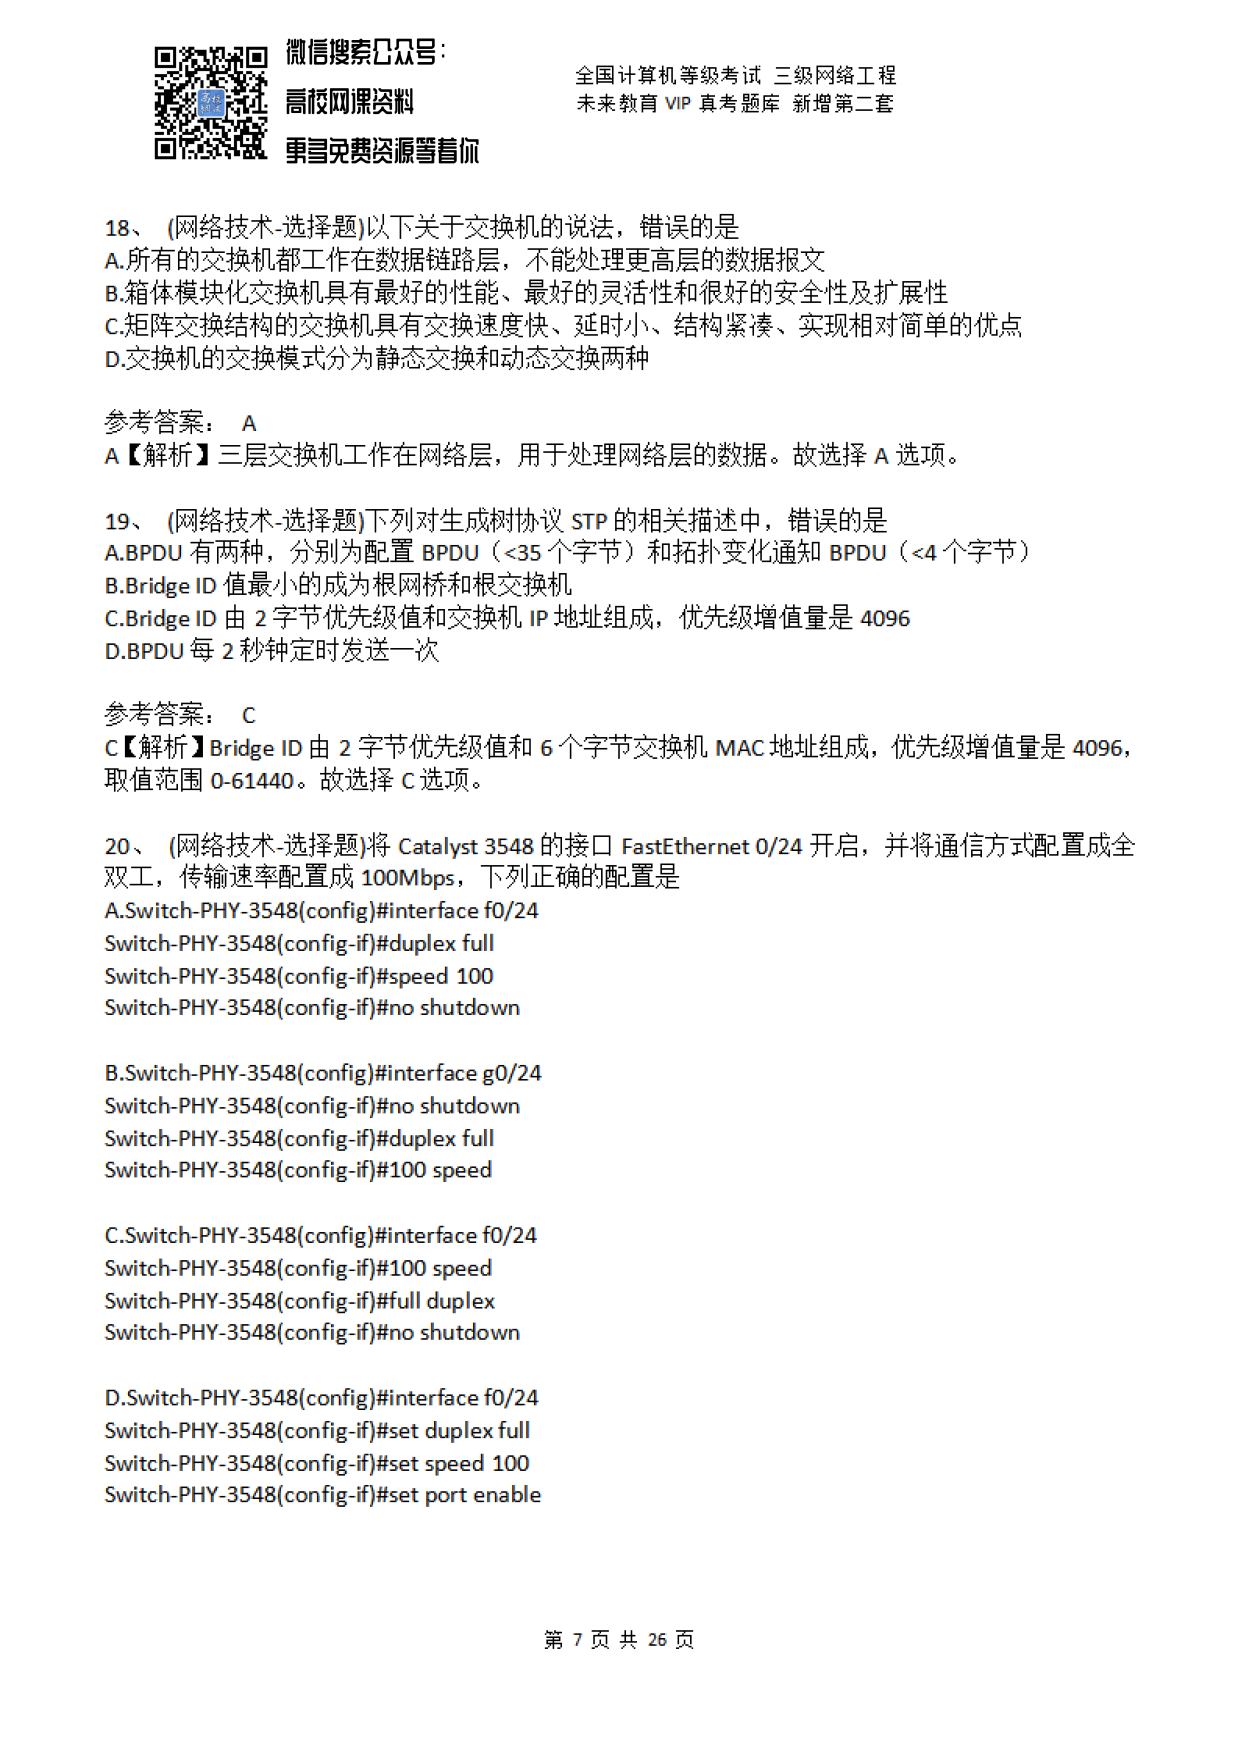 微信搜索公众号：
高校网课资料
更多免费资源等着你
全国计算机等级考试 三级网络工程
未来教育 VIP 真考题库 新增第二套
18、 (网络技术-选择题)以下关于交换机的说法，错误的是
A.所有的交换机都工作在数据链路层，不能处理更高层的数据报文
B.箱体模块化交换机具有最好的性能、最好的灵活性和很好的安全性及扩展性
C.矩阵交换结构的交换机具有交换速度快、延时小、结构紧凑、实现相对简单的优点
D.交换机的交换模式分为静态交换和动态交换两种
参考答案： A
A【解析】三层交换机工作在网络层，用于处理网络层的数据。故选择 A 选项。
19、 (网络技术-选择题)下列对生成树协议 STP 的相关描述中，错误的是
A.BPDU 有两种，分别为配置 BPDU（<35 个字节）和拓扑变化通知 BPDU（<4 个字节）
B.Bridge ID 值最小的成为根网桥和根交换机
C.Bridge ID 由 2 字节优先级值和交换机 IP 地址组成，优先级增值量是 4096
D.BPDU 每 2 秒钟定时发送一次
参考答案： C
C【解析】Bridge ID 由 2 字节优先级值和 6 个字节交换机 MAC 地址组成，优先级增值量是 4096，
取值范围 0-61440。故选择 C 选项。
20、 (网络技术-选择题)将 Catalyst 3548 的接口 FastEthernet 0/24 开启，并将通信方式配置成全
双工，传输速率配置成 100Mbps，下列正确的配置是
A.Switch-PHY-3548(config)#interface f0/24
Switch-PHY-3548(config-if)#duplex full
Switch-PHY-3548(config-if)#speed 100
Switch-PHY-3548(config-if)#no shutdown
B.Switch-PHY-3548(config)#interface g0/24
Switch-PHY-3548(config-if)#no shutdown
Switch-PHY-3548(config-if)#duplex full
Switch-PHY-3548(config-if)#100 speed
C.Switch-PHY-3548(config)#interface f0/24
Switch-PHY-3548(config-if)#100 speed
Switch-PHY-3548(config-if)#full duplex
Switch-PHY-3548(config-if)#no shutdown
D.Switch-PHY-3548(config)#interface f0/24
Switch-PHY-3548(config-if)#set duplex full
Switch-PHY-3548(config-if)#set speed 100
Switch-PHY-3548(config-if)#set port enable
第 7 页 共 26 页